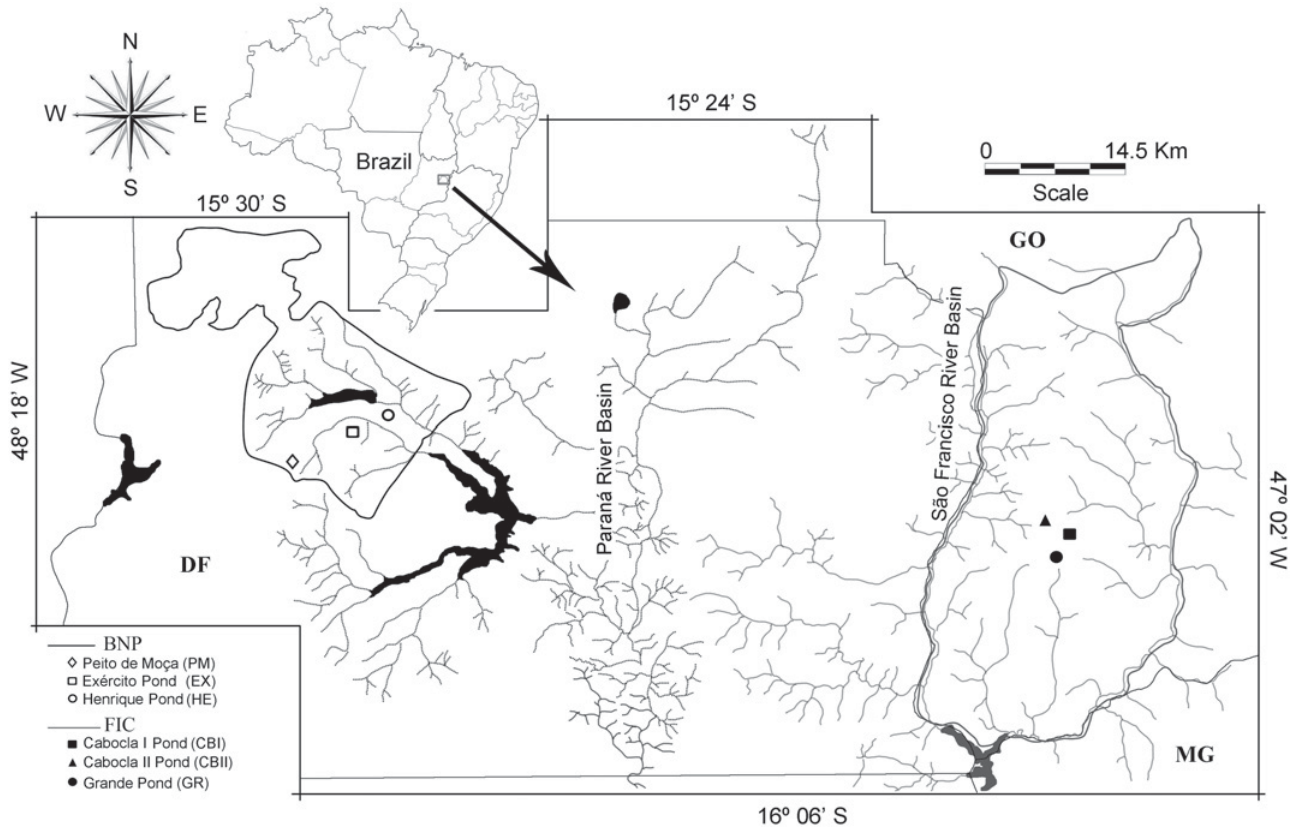 N
W
E
S
Brazil
15º 24' S
0
14.5 Km
Scale
15º 30' S
GO
48º 18' W
Paraná River Basin
São Francisco River Basin
47º 02' W
DF
BNP
Peito de Moça (PM)
Exército Pond (EX)
Henrique Pond (HE)
FIC
Cabocla I Pond (CBI)
Cabocla II Pond (CBII)
Grande Pond (GR)
MG
16º 06' S